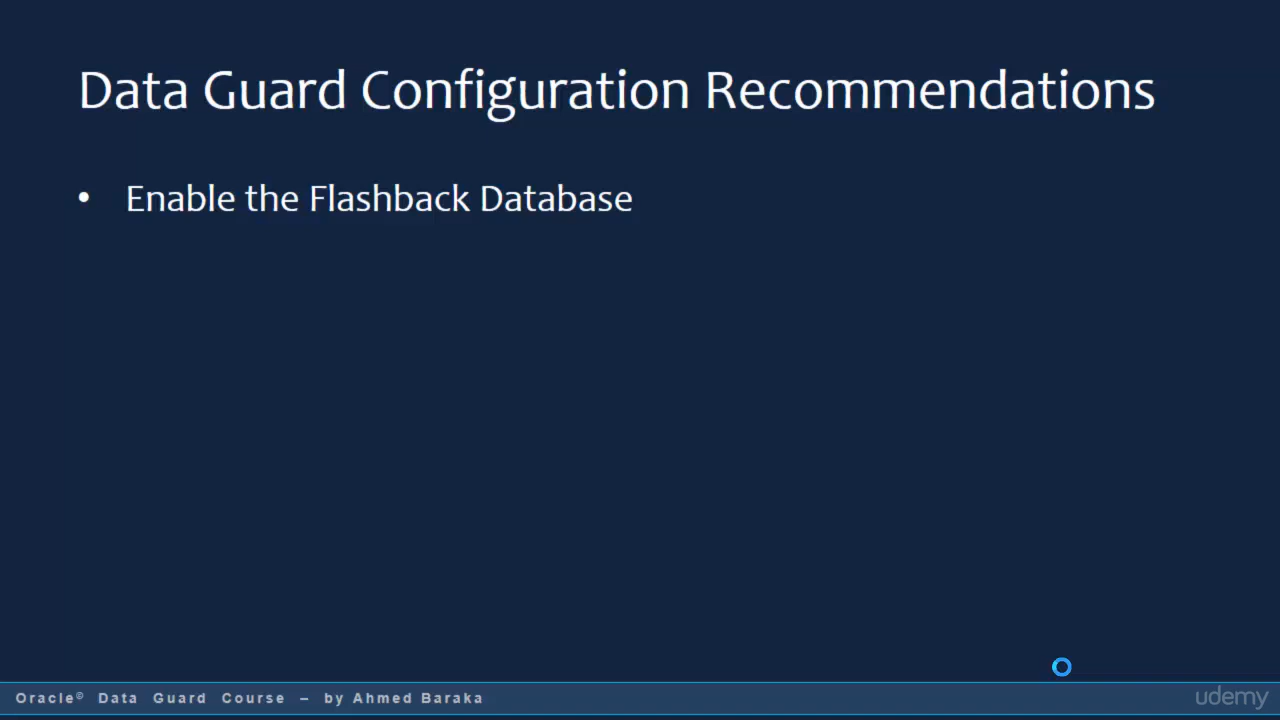 Data Guard Configuration Recommendations
• Enable the Flashback Database
Oracle© Data Guard Course – by Ahmed Baraka
udemy